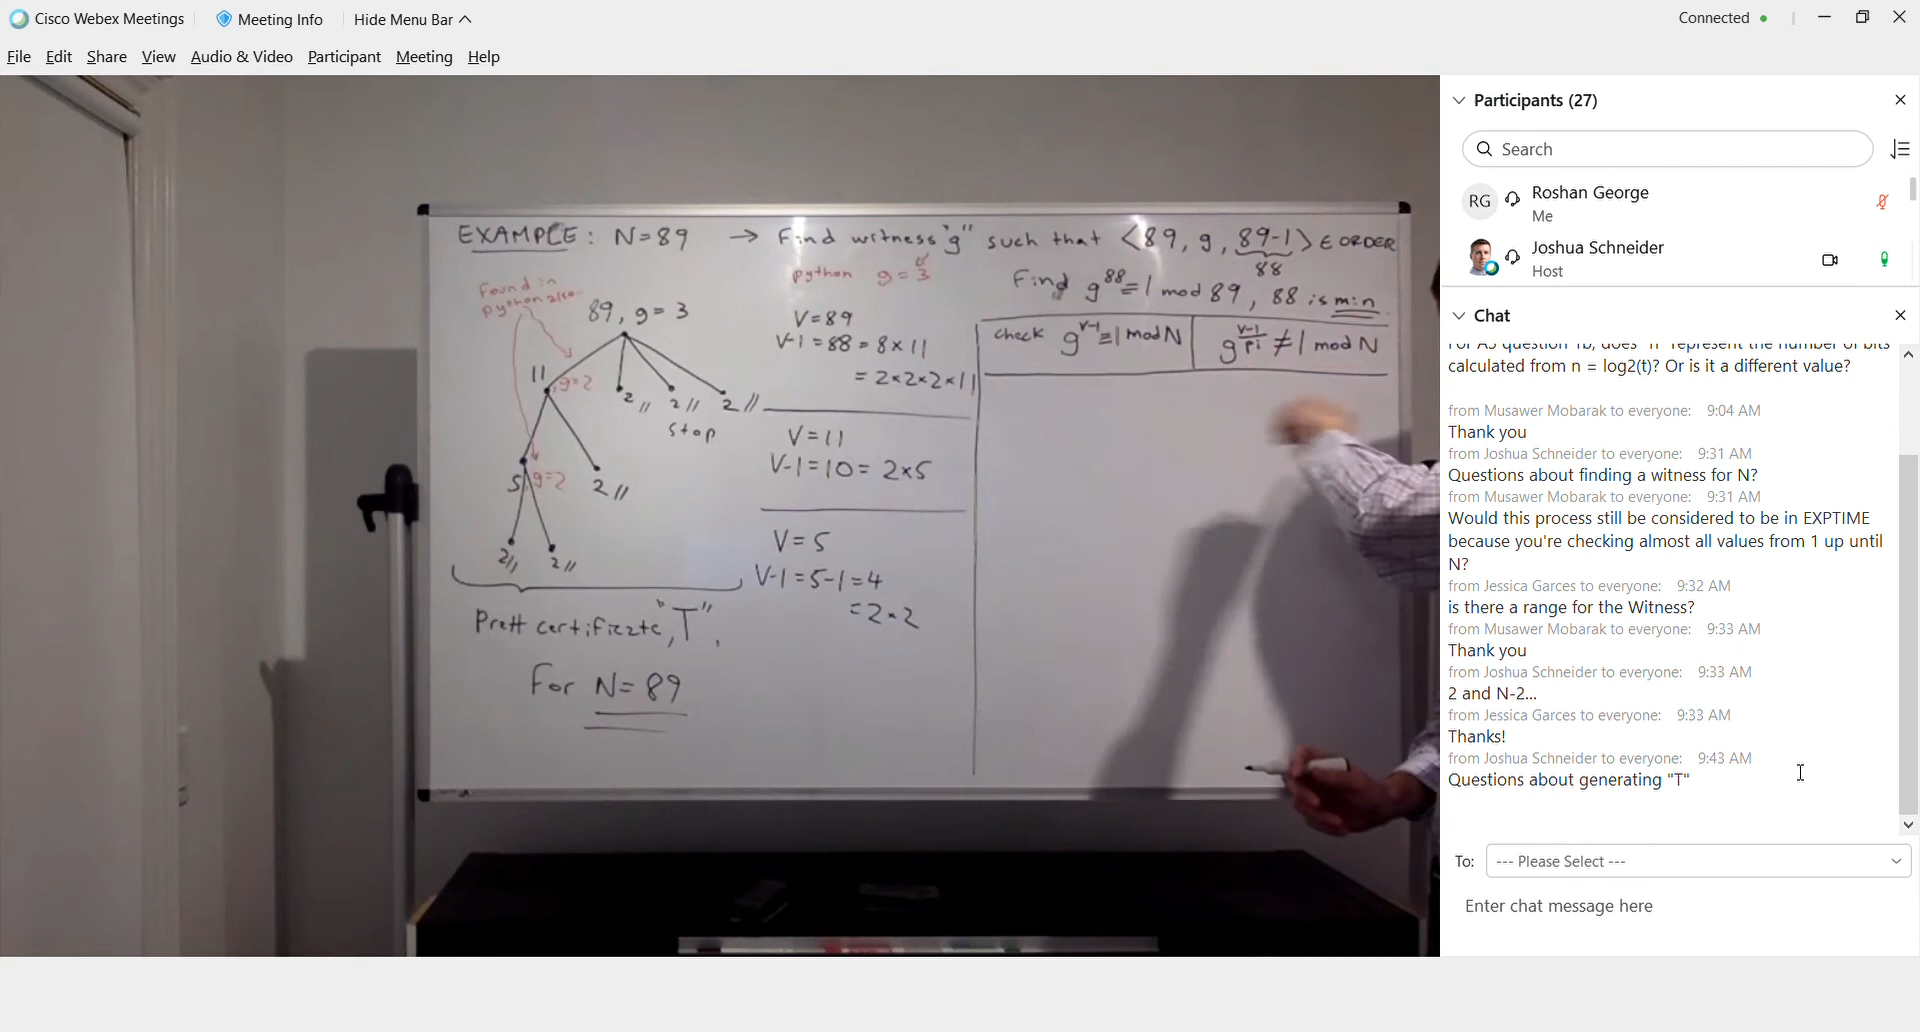 Cisco Webex Meetings
Meeting Info
Hide Menu Bar
Connected
File Edit Share View Audio & Video Participant Meeting Help
EXAMPLE : N=89 → Find witness "g" such that <89, g, 89-1> ∈ ORDER
88
python g = 3
Find g^88 ≡ 1 mod 89, 88 is min
Found in
python also
89, g=3
11, g=2
2 //
2 //
2 //
stop
5, g=2
2 //
2 //
2 //
Pratt certificate, "T",
For N=89
V=89
V-1=88=8×11
=2×2×2×11
V=11
V-1=10=2×5
V=5
V-1=5-1=4
=2×2
check g^(V-1) ≡ 1 mod N
g^((V-1)/pi) ≠ 1 mod N
Participants (27)
Search
RG
Roshan George
Me
Joshua Schneider
Host
Chat
calculated from n = log2(t)? Or is it a different value?
from Musawer Mobarak to everyone: 9:04 AM
Thank you
from Joshua Schneider to everyone: 9:31 AM
Questions about finding a witness for N?
from Musawer Mobarak to everyone: 9:31 AM
Would this process still be considered to be in EXPTIME
because you're checking almost all values from 1 up until
N?
from Jessica Garces to everyone: 9:32 AM
is there a range for the Witness?
from Musawer Mobarak to everyone: 9:33 AM
Thank you
from Joshua Schneider to everyone: 9:33 AM
2 and N-2...
from Jessica Garces to everyone: 9:33 AM
Thanks!
from Joshua Schneider to everyone: 9:43 AM
Questions about generating "T"
To: --- Please Select ---
Enter chat message here